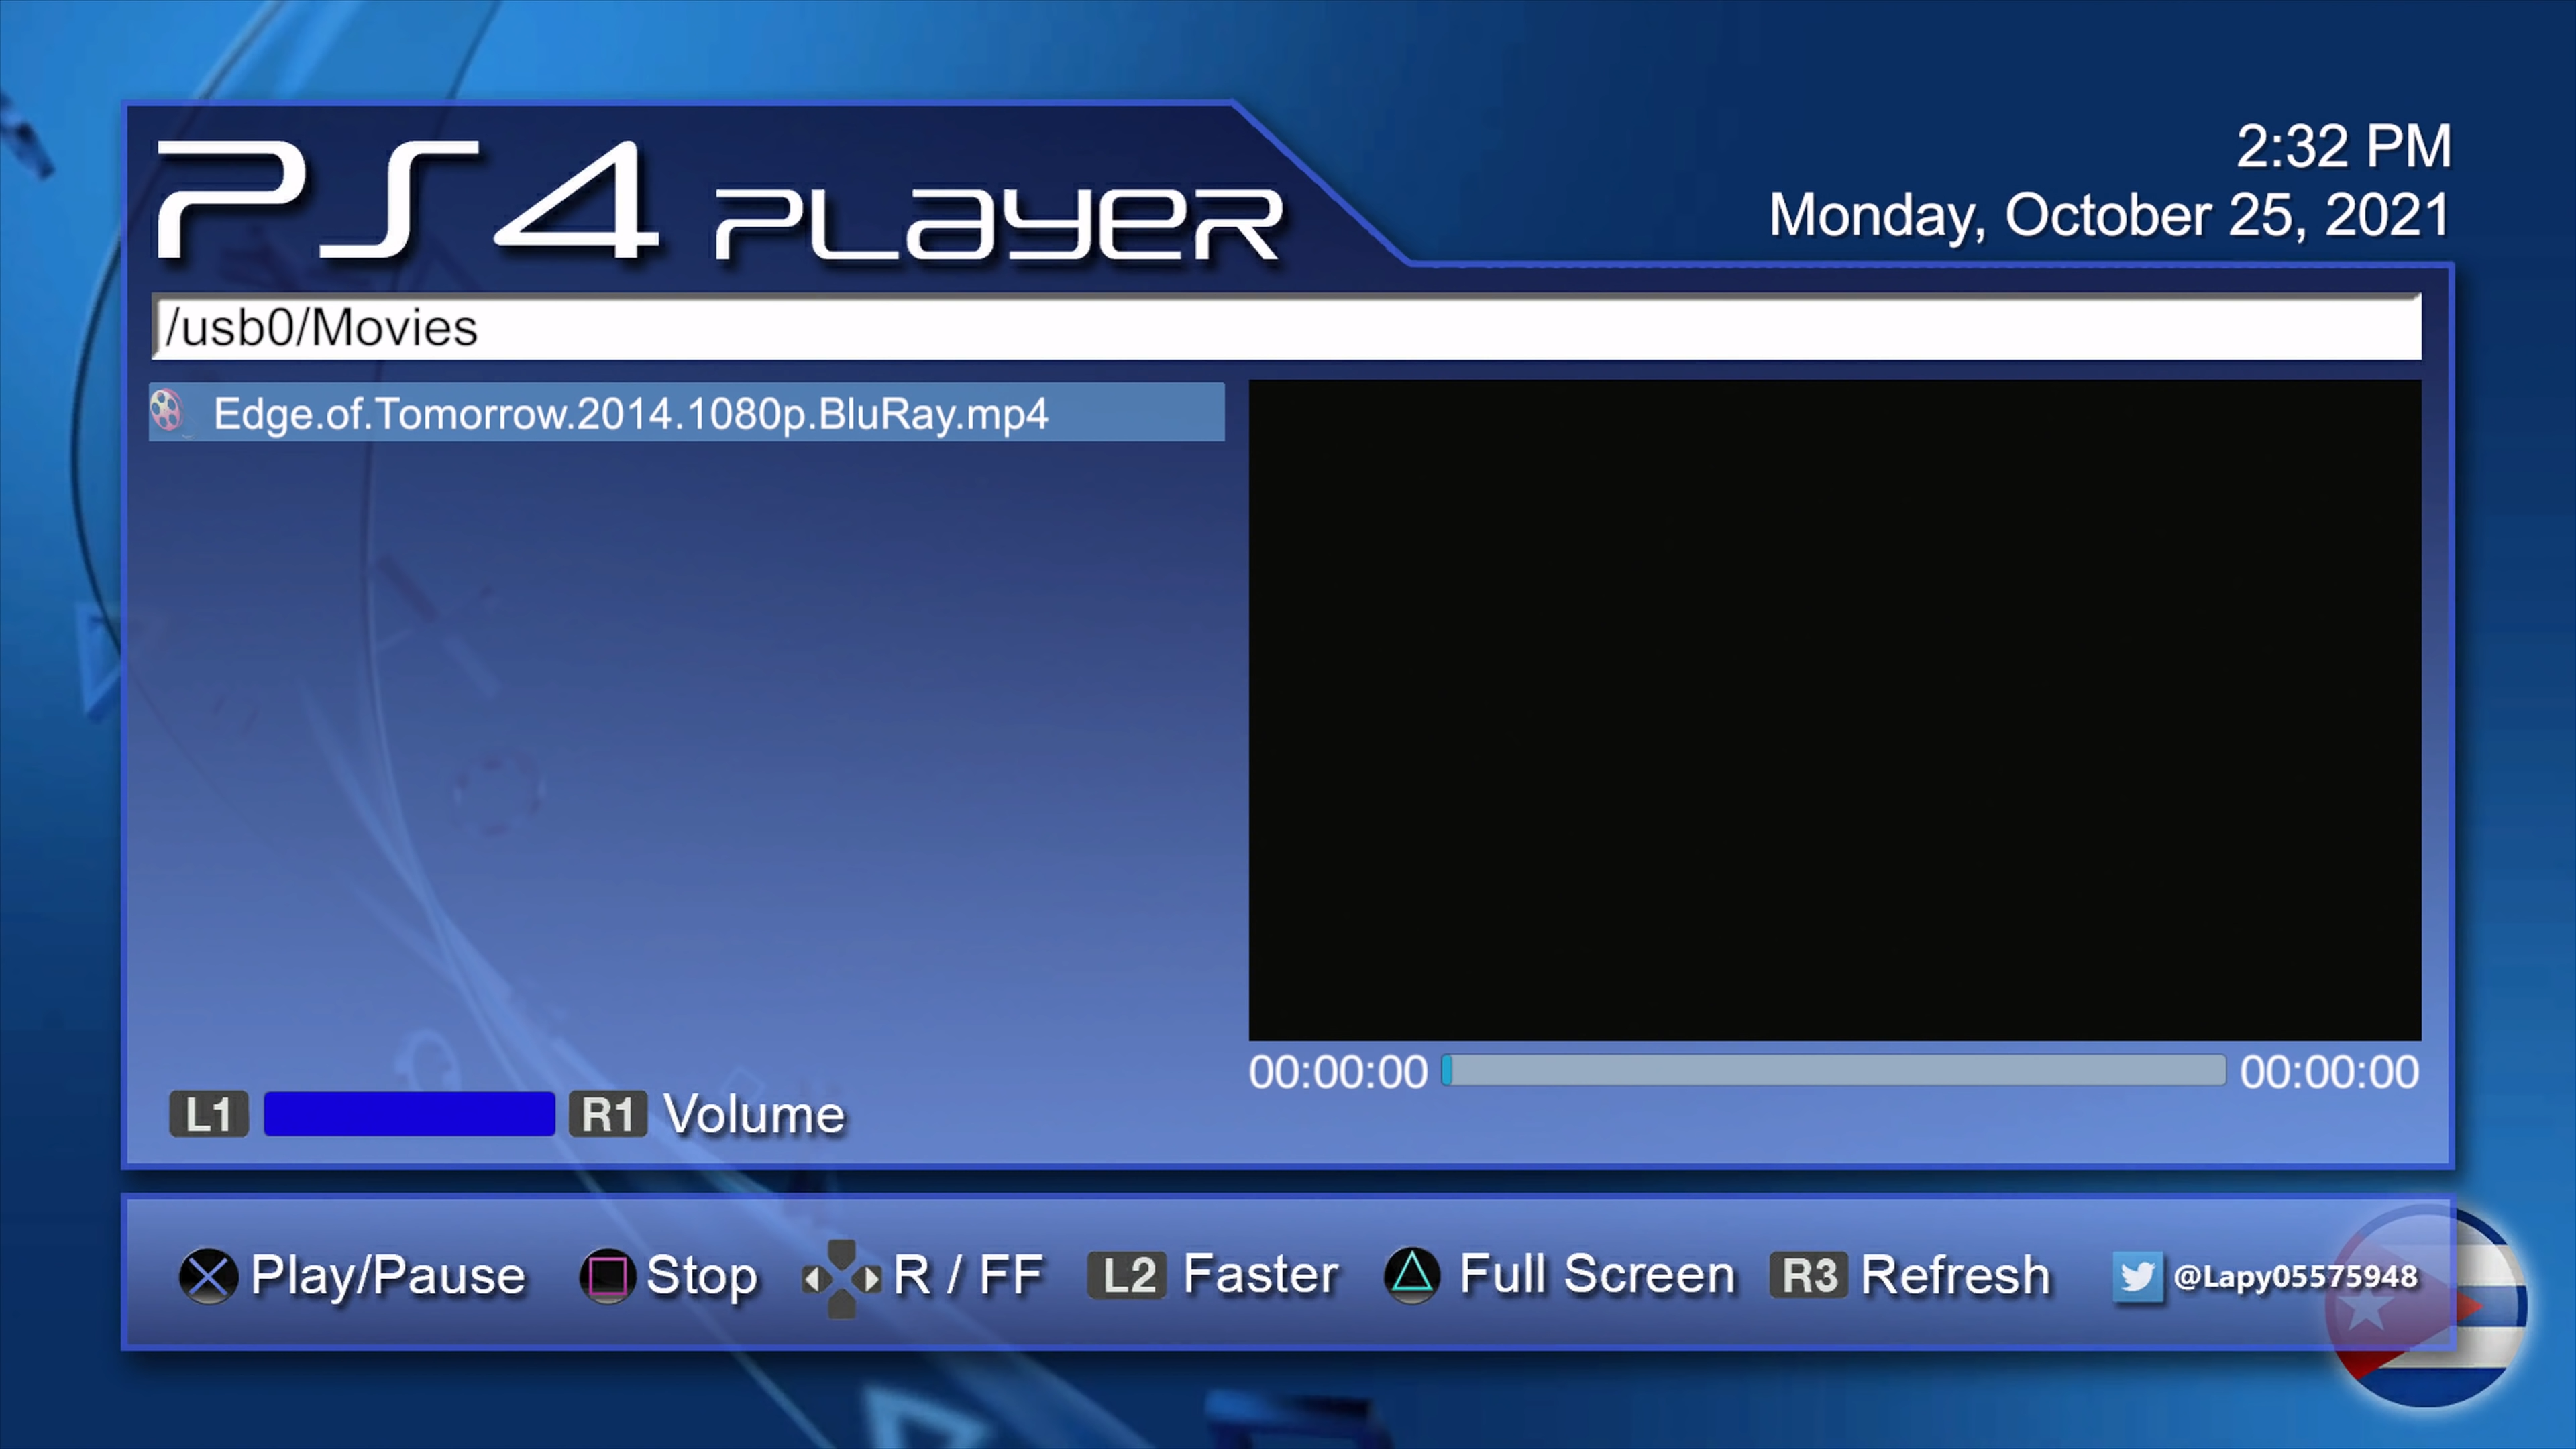 PS4 PLAYER
2:32 PM
Monday, October 25, 2021
/usb0/Movies
Edge.of.Tomorrow.2014.1080p.BluRay.mp4
00:00:00 00:00:00
L1 R1 Volume
Play/Pause Stop R / FF L2 Faster Full Screen R3 Refresh @Lapy05575948